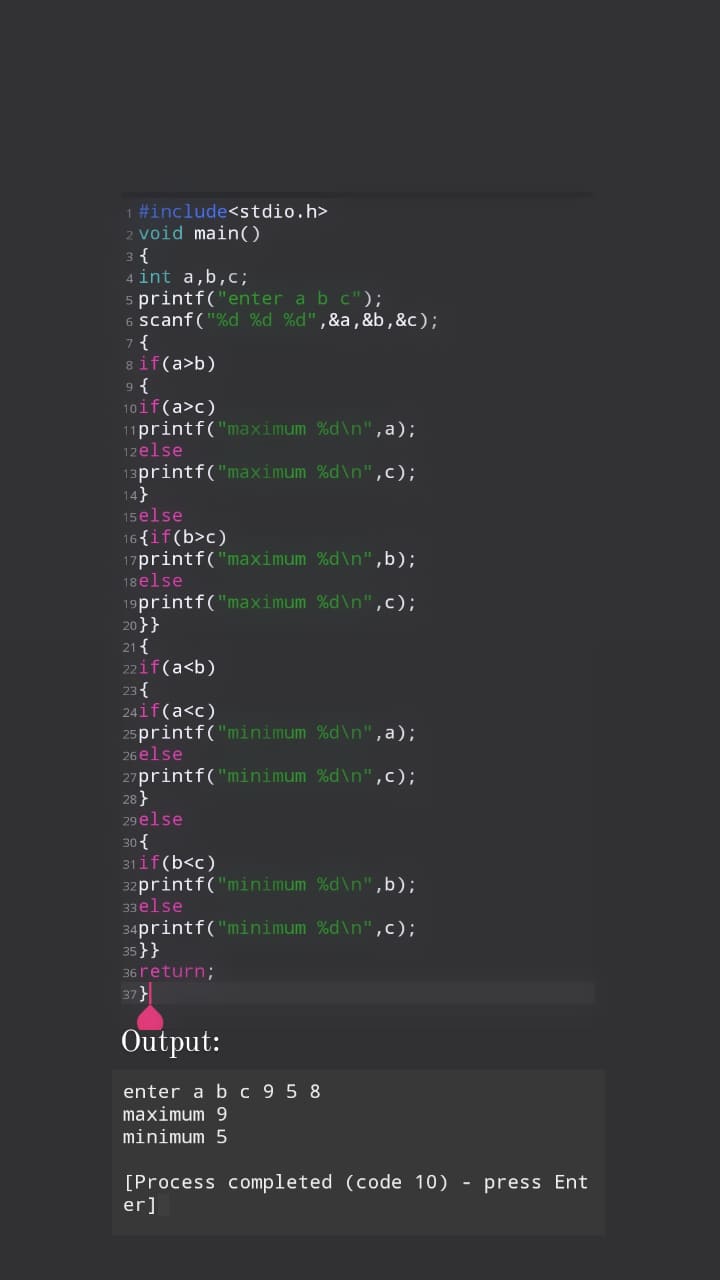 1 #include<stdio.h>
2 void main()
3 {
4 int a,b,c;
5 printf("enter a b c");
6 scanf("%d %d %d",&a,&b,&c);
7 {
8 if(a>b)
9 {
10 if(a>c)
11 printf("maximum %d\n",a);
12 else
13 printf("maximum %d\n",c);
14 }
15 else
16 {if(b>c)
17 printf("maximum %d\n",b);
18 else
19 printf("maximum %d\n",c);
20 }}
21 {
22 if(a<b)
23 {
24 if(a<c)
25 printf("minimum %d\n",a);
26 else
27 printf("minimum %d\n",c);
28 }
29 else
30 {
31 if(b<c)
32 printf("minimum %d\n",b);
33 else
34 printf("minimum %d\n",c);
35 }}
36 return;
37 }
Output:
enter a b c 9 5 8
maximum 9
minimum 5
[Process completed (code 10) - press Ent
er]